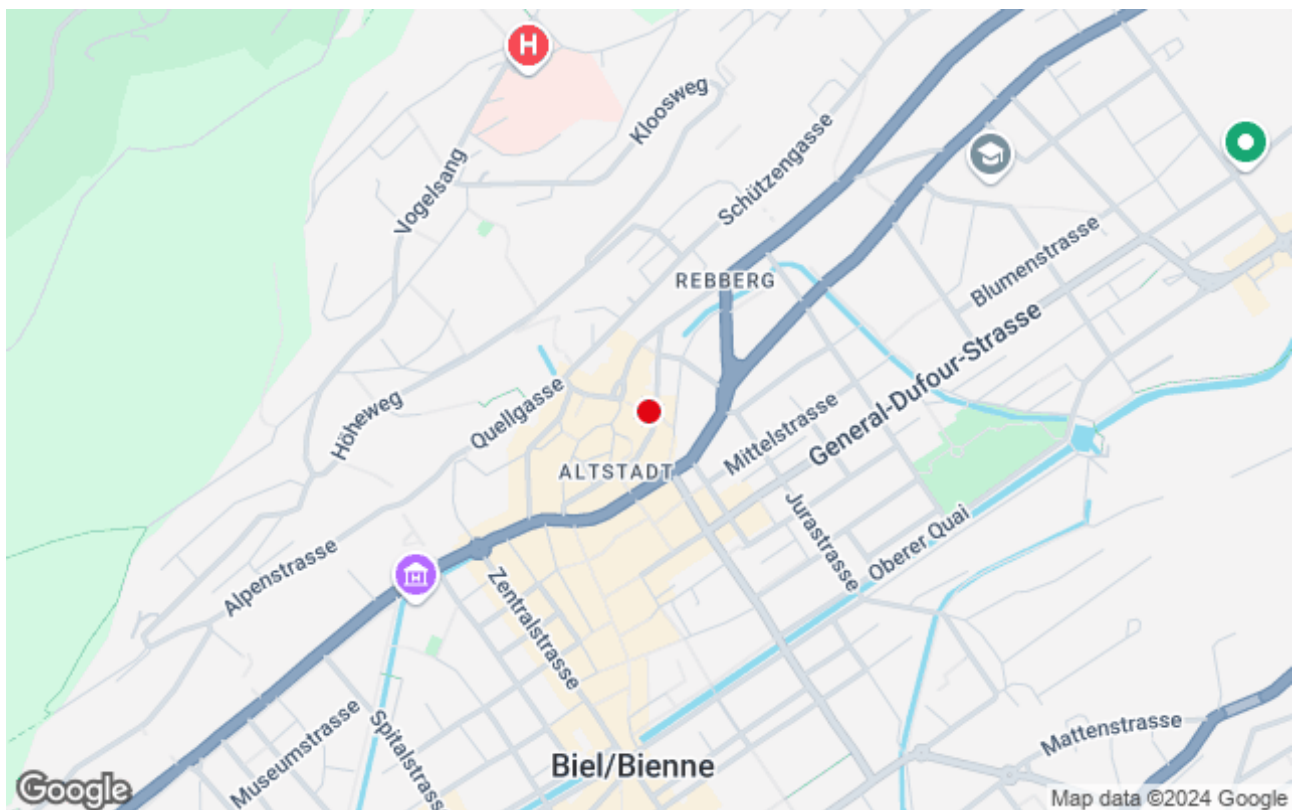 H
Kloosweg
Vogelsang
Schützengasse
REBBERG
Blumenstrasse
General-Dufour-Strasse
Höheweg
Quellgasse
ALTSTADT
Mittelstrasse
Jurastrasse
Oberer Quai
Alpenstrasse
Zentralstrasse
Museumstrasse
Spitalstrasse
Mattenstrasse
Biel/Bienne
Google
Map data ©2024 Google